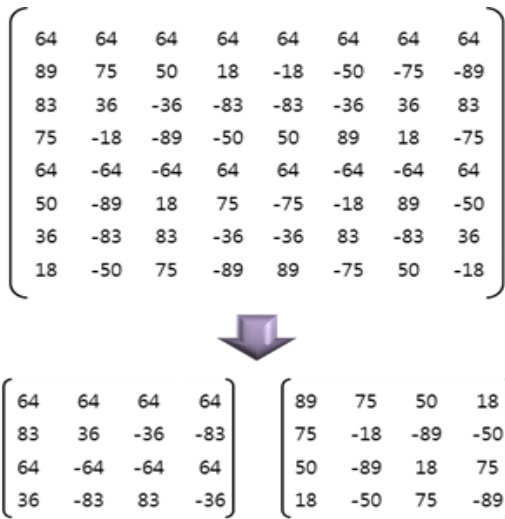 64 64 64 64 64 64 64 64
89 75 50 18 -18 -50 -75 -89
83 36 -36 -83 -83 -36 36 83
75 -18 -89 -50 50 89 18 -75
64 -64 -64 64 64 -64 -64 64
50 -89 18 75 -75 -18 89 -50
36 -83 83 -36 -36 83 -83 36
18 -50 75 -89 89 -75 50 -18
64 64 64 64
83 36 -36 -83
64 -64 -64 64
36 -83 83 -36
89 75 50 18
75 -18 -89 -50
50 -89 18 75
18 -50 75 -89